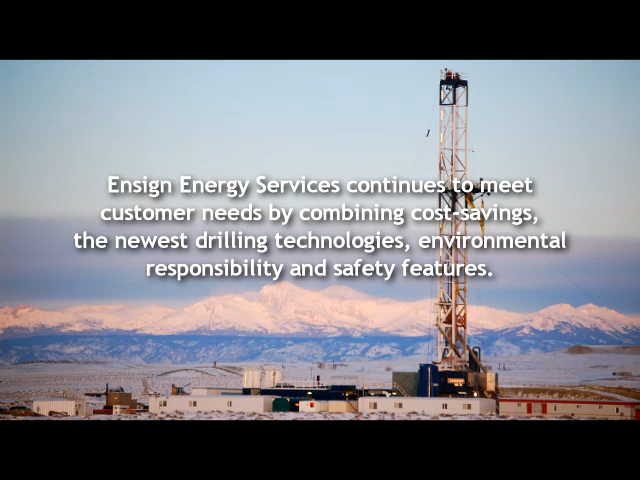 Ensign Energy Services continues to meet
customer needs by combining cost-savings,
the newest drilling technologies, environmental
responsibility and safety features.